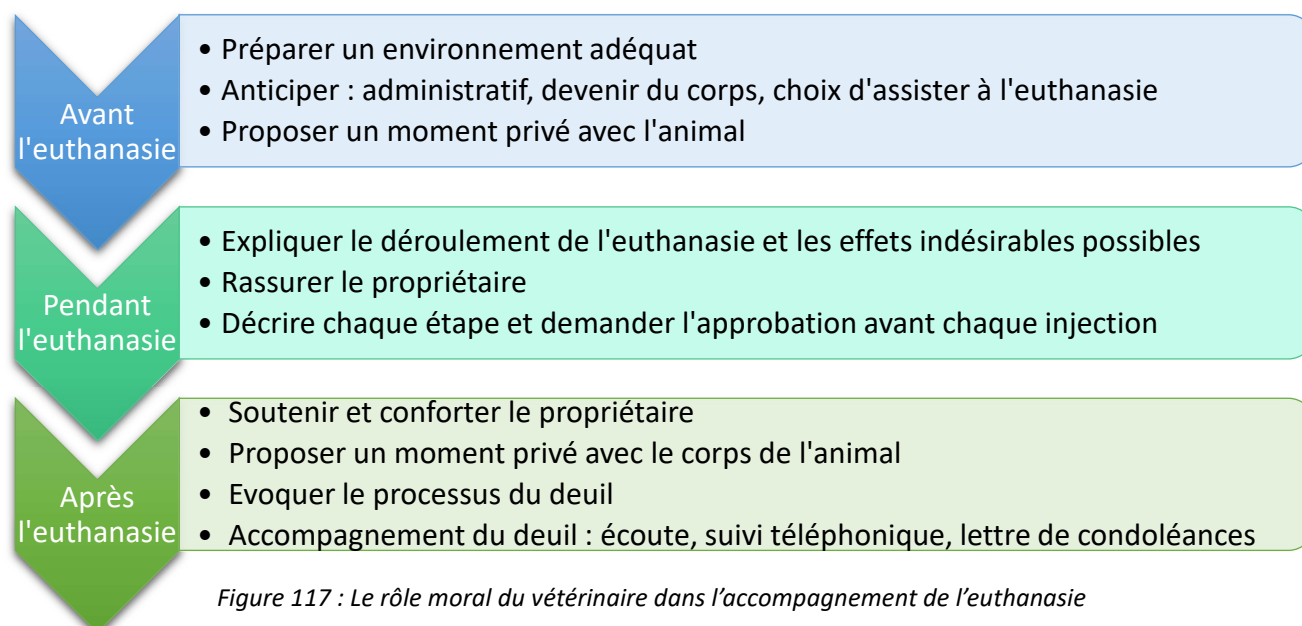 Avant
l'euthanasie
• Préparer un environnement adéquat
• Anticiper : administratif, devenir du corps, choix d'assister à l'euthanasie
• Proposer un moment privé avec l'animal
Pendant
l'euthanasie
• Expliquer le déroulement de l'euthanasie et les effets indésirables possibles
• Rassurer le propriétaire
• Décrire chaque étape et demander l'approbation avant chaque injection
Après
l'euthanasie
• Soutenir et conforter le propriétaire
• Proposer un moment privé avec le corps de l'animal
• Evoquer le processus du deuil
• Accompagnement du deuil : écoute, suivi téléphonique, lettre de condoléances
Figure 117 : Le rôle moral du vétérinaire dans l’accompagnement de l’euthanasie